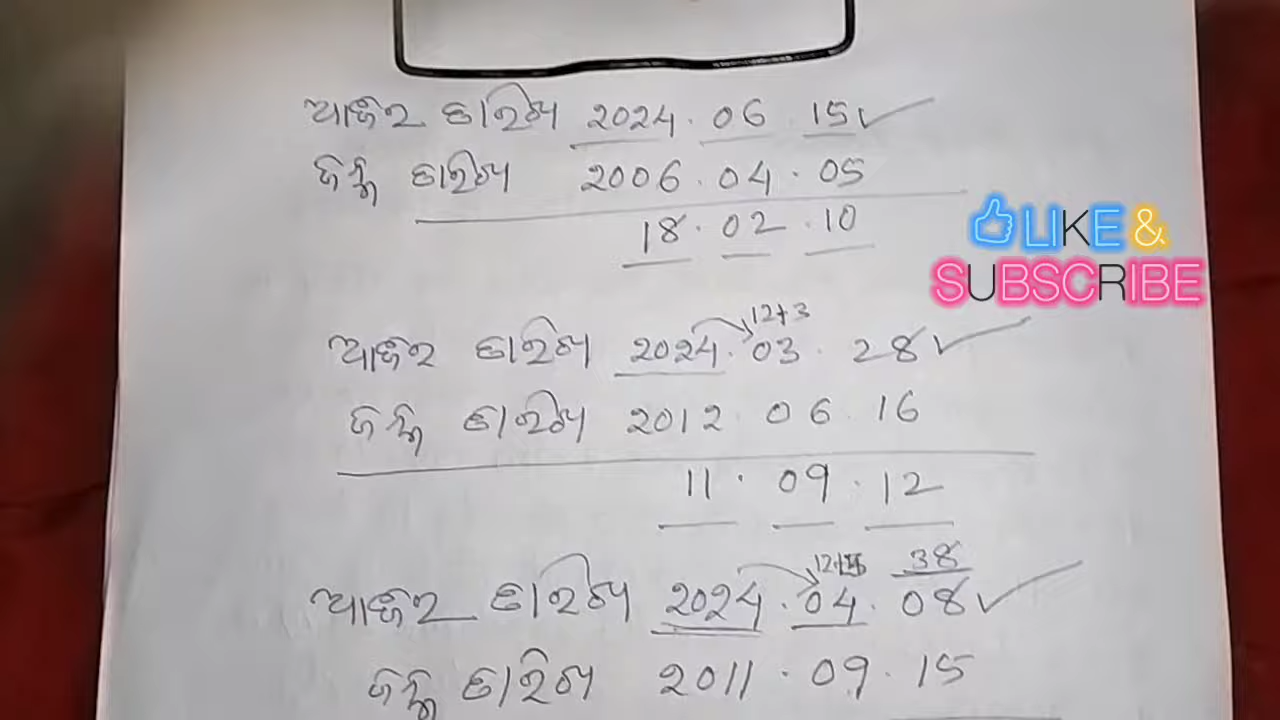 ଆଜିର ତାରିଖ 2024. 06. 15
ଜନ୍ମ ତାରିଖ 2006. 04. 05
18. 02. 10
LIKE &
SUBSCRIBE
12+3
ଆଜିର ତାରିଖ 2024. 03. 28
ଜନ୍ମ ତାରିଖ 2012. 06. 16
11. 09. 12
38
ଆଜିର ତାରିଖ 2024. 04. 08
ଜନ୍ମ ତାରିଖ 2011. 09. 15